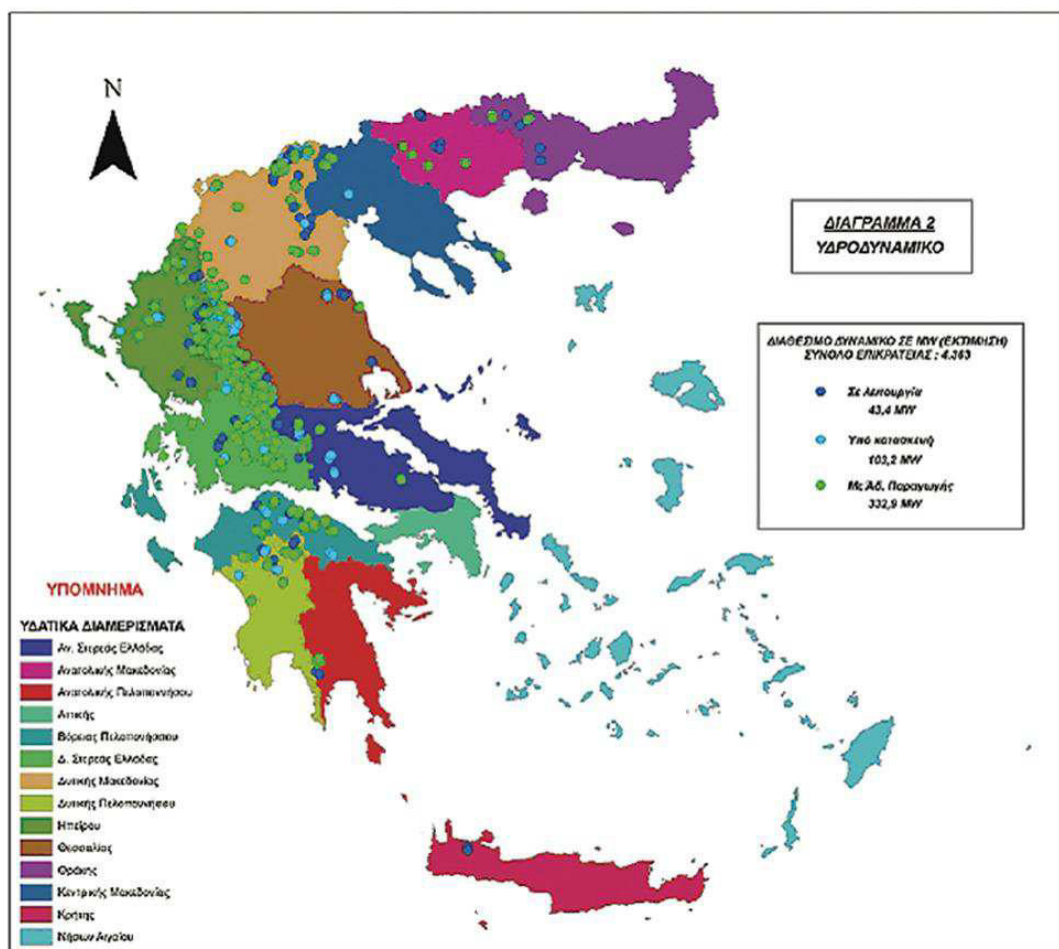 N
ΔΙΑΓΡΑΜΜΑ 2
ΥΔΡΟΔΥΝΑΜΙΚΟ
ΔΙΑΘΕΣΙΜΟ ΔΥΝΑΜΙΚΟ ΣΕ MW (ΕΚΤΙΜΗΣΗ)
ΣΥΝΟΛΟ ΕΠΙΚΡΑΤΕΙΑΣ : 4.363
Σε λειτουργία
43,4 MW
Υπό κατασκευή
103,2 MW
Με Άδ. Παραγωγής
332,9 MW
ΥΠΟΜΝΗΜΑ
ΥΔΑΤΙΚΑ ΔΙΑΜΕΡΙΣΜΑΤΑ
Αν. Στερεάς Ελλάδας
Ανατολικής Μακεδονίας
Ανατολικής Πελοποννήσου
Αττικής
Βόρειας Πελοποννήσου
Δ. Στερεάς Ελλάδας
Δυτικής Μακεδονίας
Δυτικής Πελοποννήσου
Ηπείρου
Θεσσαλίας
Θράκης
Κεντρικής Μακεδονίας
Κρήτης
Νήσων Αιγαίου